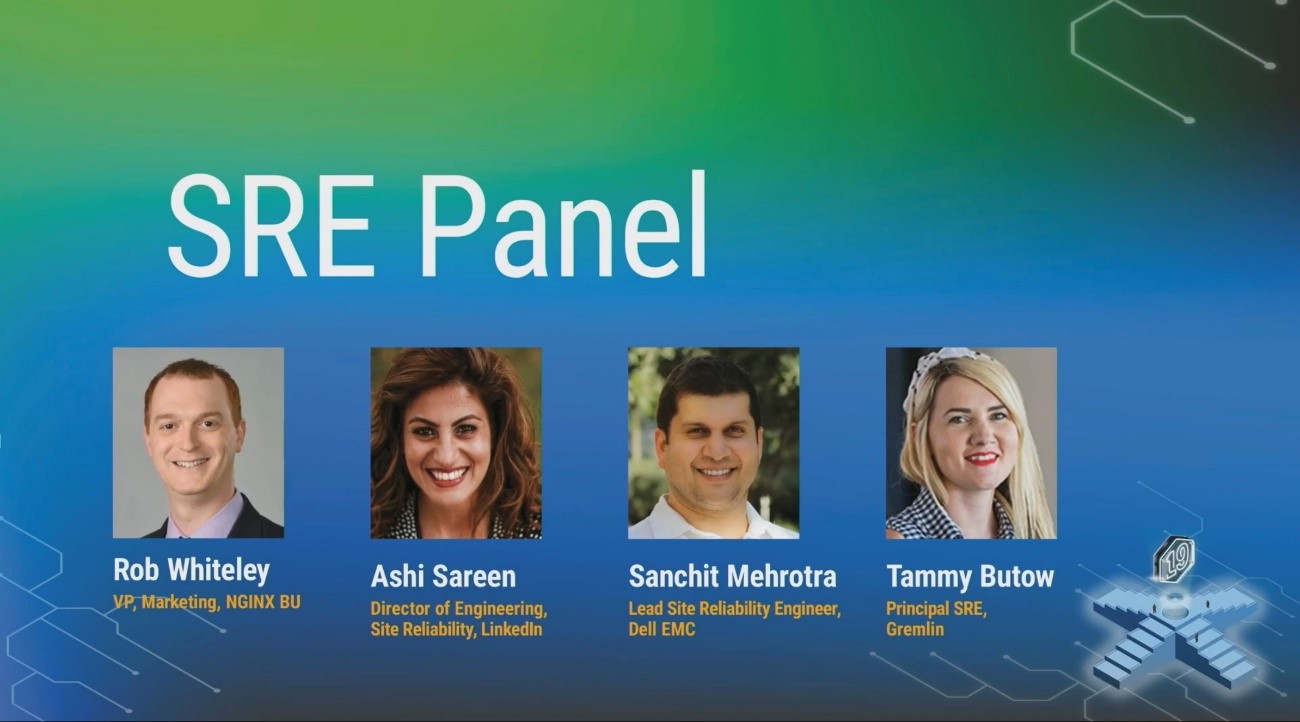 SRE Panel
Rob Whiteley
VP, Marketing, NGINX BU
Ashi Sareen
Director of Engineering,
Site Reliability, LinkedIn
Sanchit Mehrotra
Lead Site Reliability Engineer,
Dell EMC
Tammy Butow
Principal SRE,
Gremlin
19